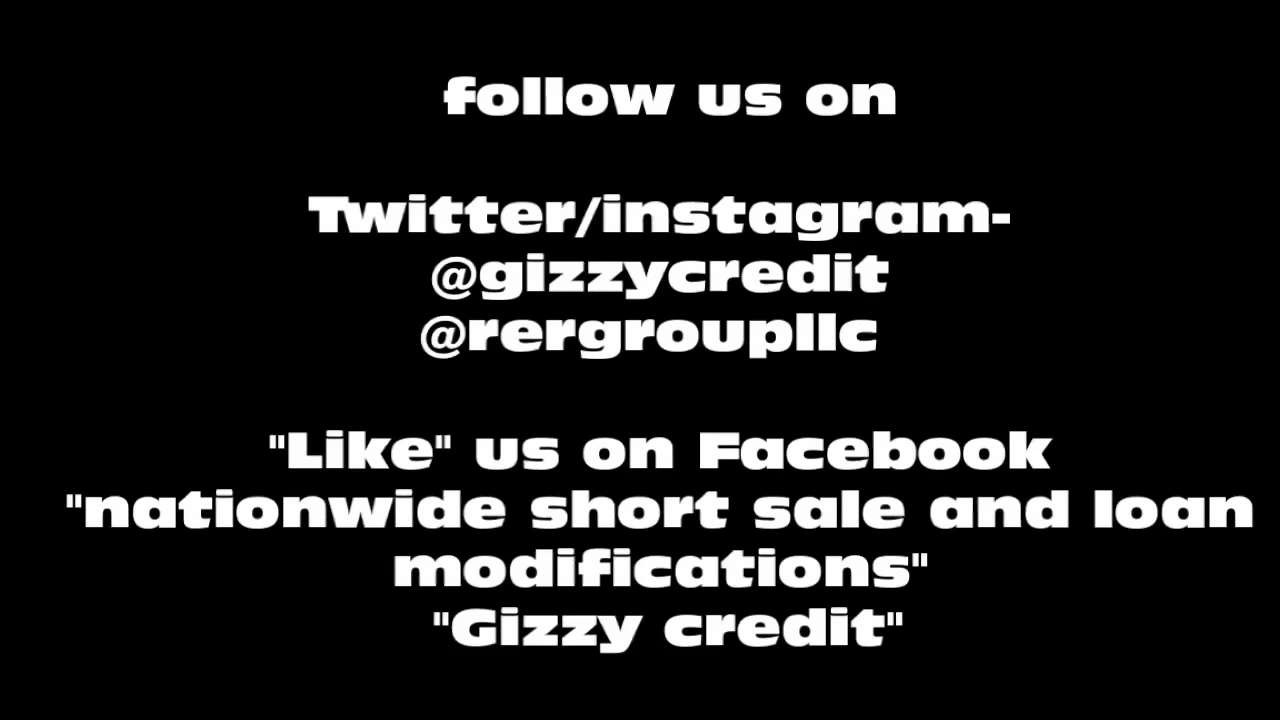 follow us on
Twitter/instagram-
@gizzycredit
@rergroupllc
"Like" us on Facebook
"nationwide short sale and loan
modifications"
"Gizzy credit"